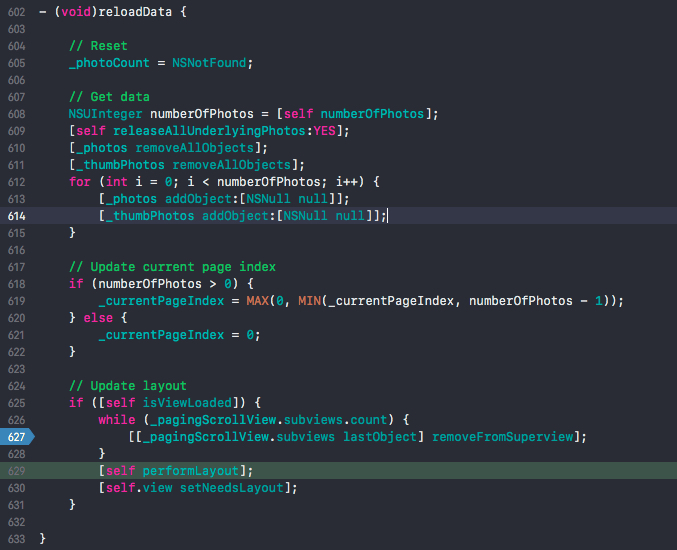 602 - (void)reloadData {
603
604 // Reset
605 _photoCount = NSNotFound;
606
607 // Get data
608 NSUInteger numberOfPhotos = [self numberOfPhotos];
609 [self releaseAllUnderlyingPhotos:YES];
610 [_photos removeAllObjects];
611 [_thumbPhotos removeAllObjects];
612 for (int i = 0; i < numberOfPhotos; i++) {
613 [_photos addObject:[NSNull null]];
614 [_thumbPhotos addObject:[NSNull null]];
615 }
616
617 // Update current page index
618 if (numberOfPhotos > 0) {
619 _currentPageIndex = MAX(0, MIN(_currentPageIndex, numberOfPhotos - 1));
620 } else {
621 _currentPageIndex = 0;
622 }
623
624 // Update layout
625 if ([self isViewLoaded]) {
626 while (_pagingScrollView.subviews.count) {
627 [[_pagingScrollView.subviews lastObject] removeFromSuperview];
628 }
629 [self performLayout];
630 [self.view setNeedsLayout];
631 }
632
633 }